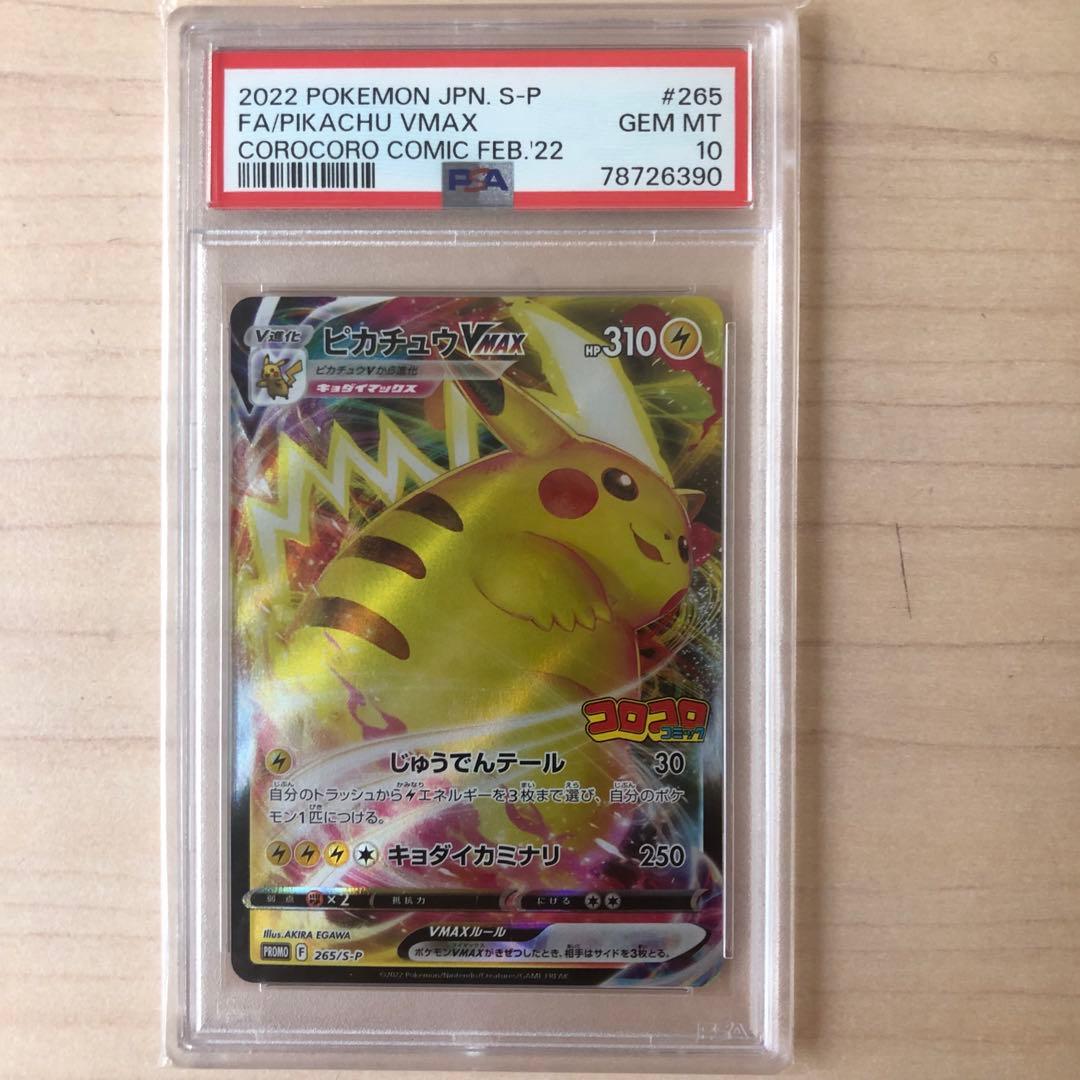 2022 POKEMON JPN. S-P #265
FA/PIKACHU VMAX GEM MT
COROCORO COMIC FEB.'22 10
PSA 78726390
V進化 ピカチュウVMAX HP310
ピカチュウVから進化
キョダイマックス
コロコロ
コミック
じゅうでんテール 30
自分のトラッシュからエネルギーを3枚まで選び、自分のポケ
モン1匹につける。
キョダイカミナリ 250
弱点 ×2 抵抗力 にげる
Illus.AKIRA EGAWA VMAXルール
PROMO F 265/S-P ポケモンVMAXがきぜつしたとき、相手はサイドを3枚とる。
©2022 Pokémon/Nintendo/Creatures/GAME FREAK
PSA